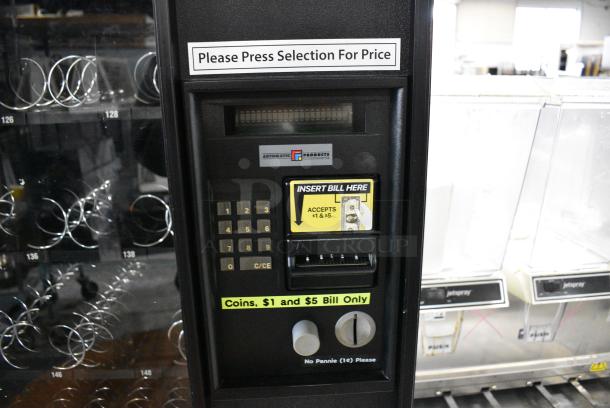 Please Press Selection For Price
AUTOMATIC PRODUCTS
INSERT BILL HERE
ACCEPTS
$1 & $5
1 2 3
4 5 6
7 8 9
0 C/CE
Coins, $1 and $5 Bill Only
No Pennie (1¢) Please
126
128
136
138
146
148
jetspray
jetspray